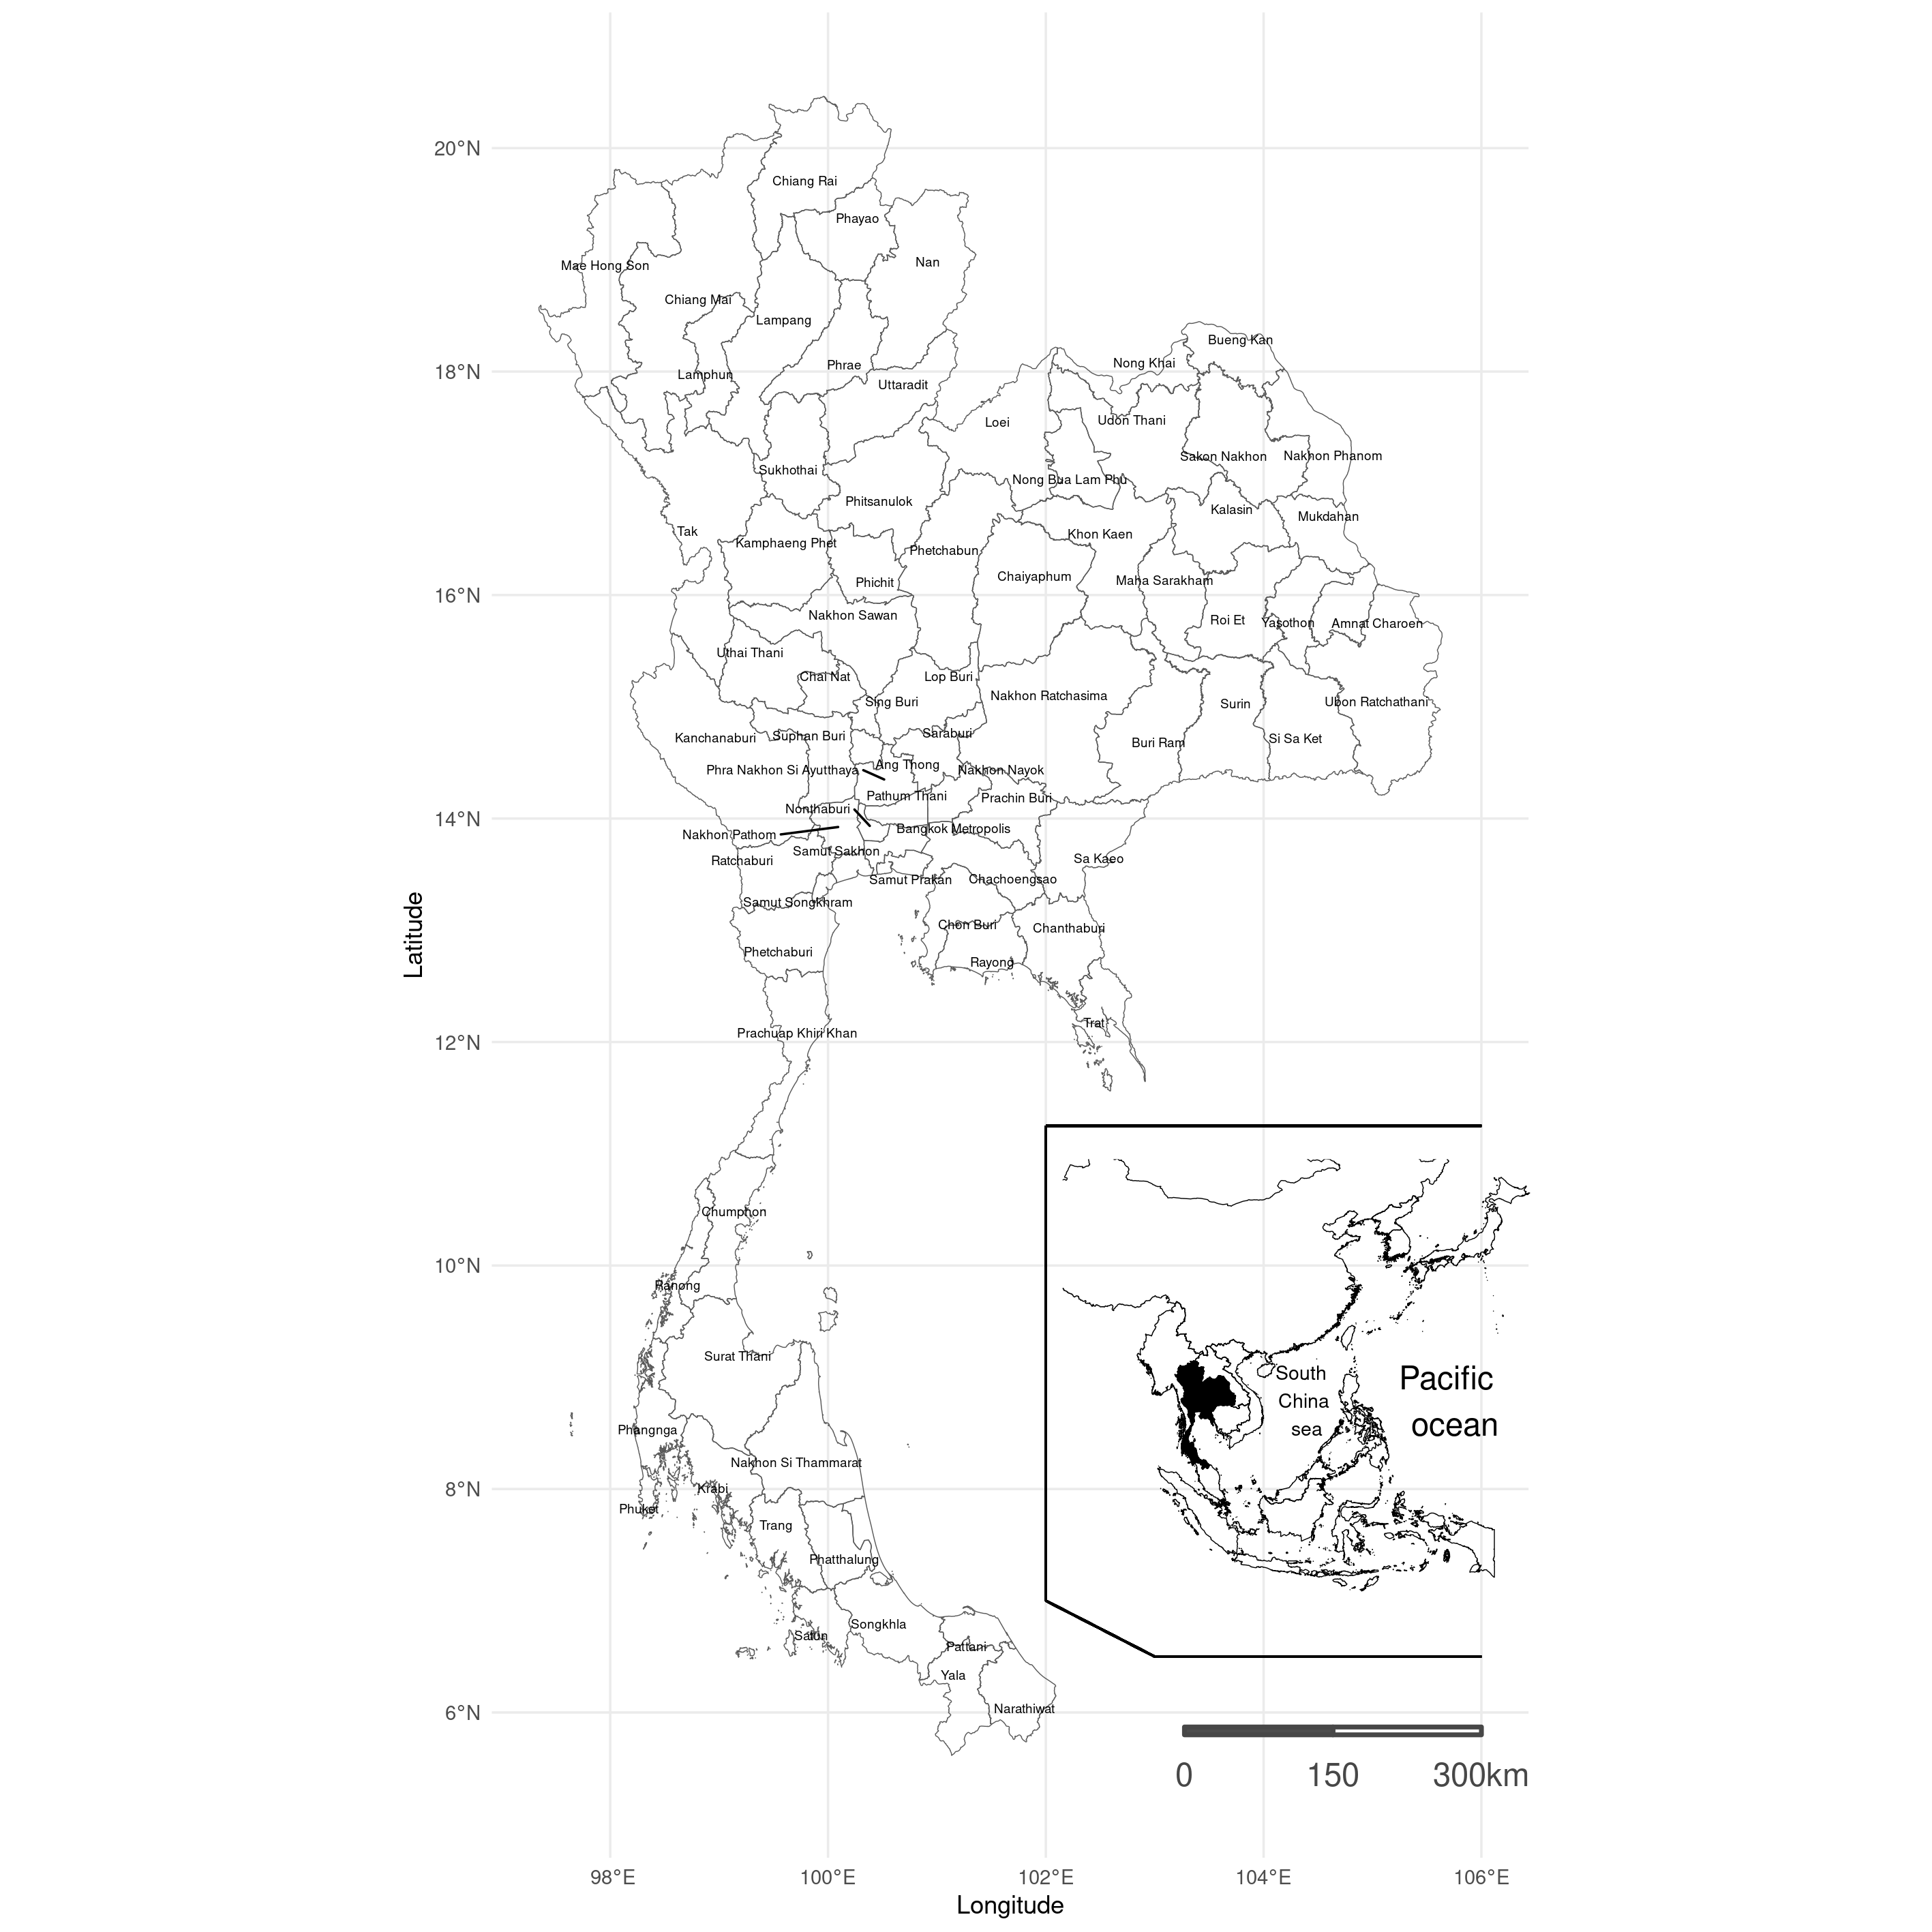 20°N
Chiang Rai
Phayao
Nan
Mae Hong Son
Chiang Mai
Lampang
Bueng Kan
Nong Khai
Phrae
18°N
Lamphun
Uttaradit
Udon Thani
Loei
Sakon Nakhon
Nakhon Phanom
Sukhothai
Nong Bua Lam Phu
Phitsanulok
Kalasin
Mukdahan
Tak
Khon Kaen
Kamphaeng Phet
Phetchabun
Chaiyaphum
Maha Sarakham
Phichit
16°N
Nakhon Sawan
Roi Et
Yasothon
Amnat Charoen
Uthai Thani
Chai Nat
Lop Buri
Nakhon Ratchasima
Sing Buri
Surin
Ubon Ratchathani
Kanchanaburi
Suphan Buri
Saraburi
Buri Ram
Si Sa Ket
Phra Nakhon Si Ayutthaya
Ang Thong
Nakhon Nayok
Pathum Thani
Prachin Buri
Nonthaburi
14°N
Nakhon Pathom
Bangkok Metropolis
Samut Sakhon
Ratchaburi
Sa Kaeo
Samut Prakan
Chachoengsao
Samut Songkhram
Chon Buri
Chanthaburi
Phetchaburi
Rayong
Latitude
Trat
Prachuap Khiri Khan
12°N
Chumphon
10°N
Ranong
Surat Thani
South
China
sea
Pacific
ocean
Phangnga
Nakhon Si Thammarat
8°N
Krabi
Phuket
Trang
Phatthalung
Songkhla
Satun
Pattani
Yala
Narathiwat
6°N
0
150
300km
98°E
100°E
102°E
104°E
106°E
Longitude